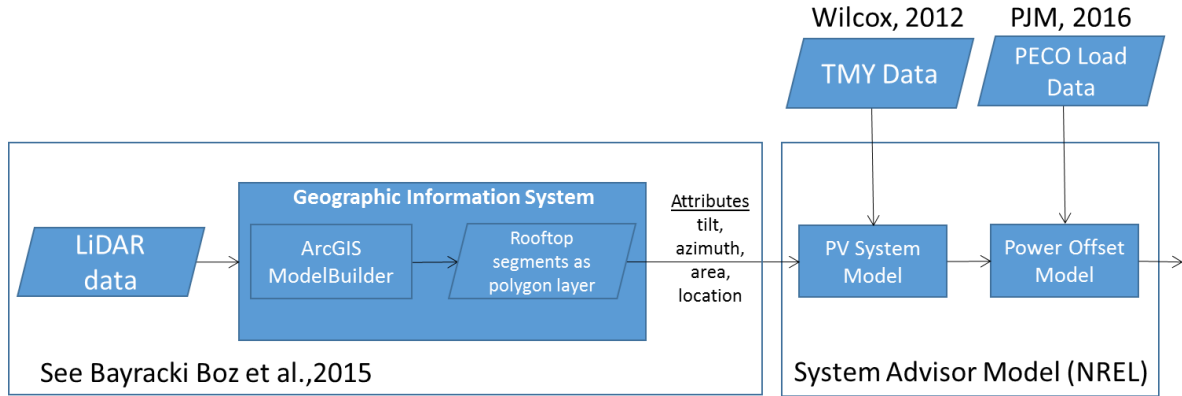 Wilcox, 2012
PJM, 2016
TMY Data
PECO Load
Data
Geographic Information System
LiDAR
data
ArcGIS
ModelBuilder
Rooftop
segments as
polygon layer
Attributes
tilt,
azimuth,
area,
location
PV System
Model
Power Offset
Model
See Bayracki Boz et al.,2015
System Advisor Model (NREL)